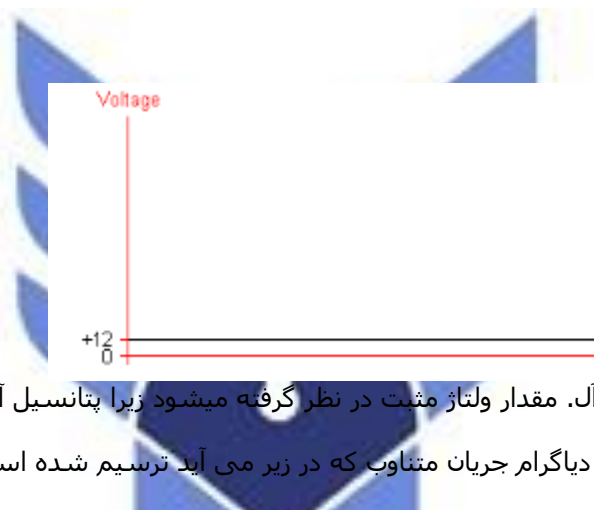 Voltage
+12
0
آل. مقدار ولتاژ مثبت در نظر گرفته میشود زیرا پتانسیل آ
دیاگرام جریان متناوب که در زیر می آید ترسیم شده اس